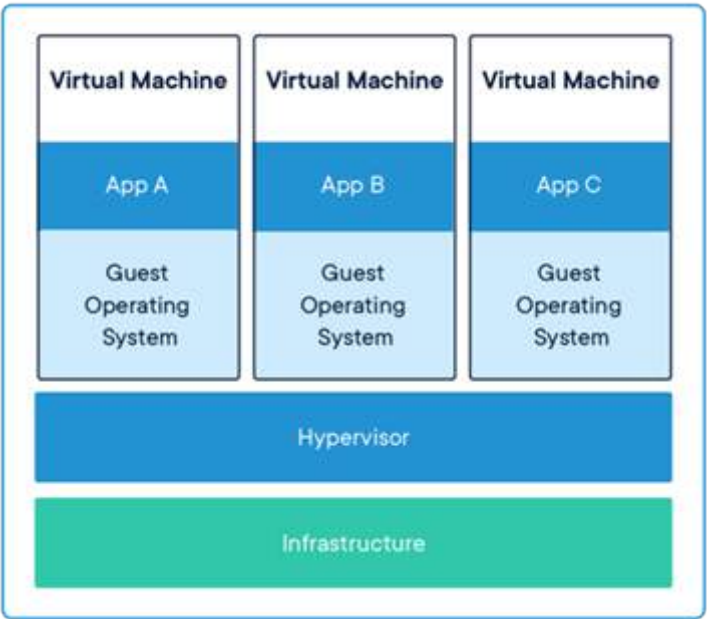 Virtual Machine
Virtual Machine
Virtual Machine
App A
App B
App C
Guest
Operating
System
Guest
Operating
System
Guest
Operating
System
Hypervisor
Infrastructure